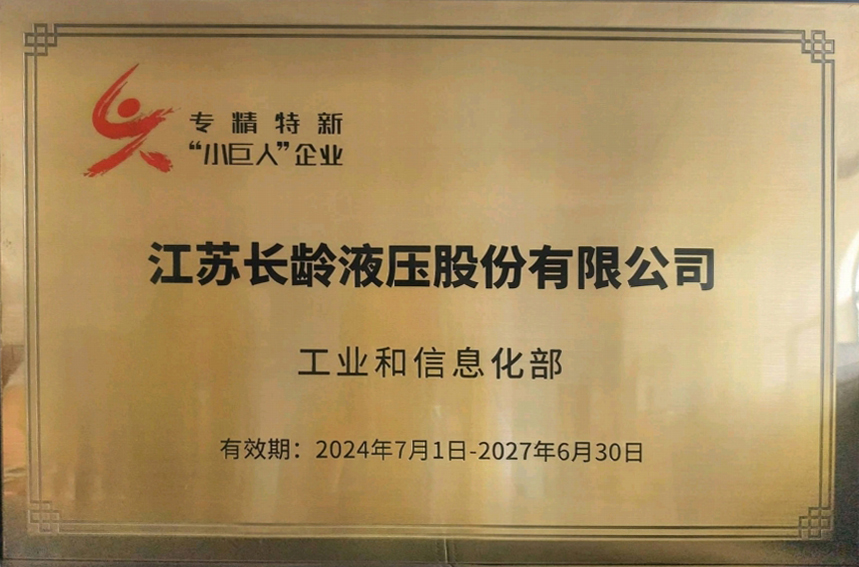 专精特新
“小巨人”企业
江苏长龄液压股份有限公司
工业和信息化部
有效期：2024年7月1日-2027年6月30日